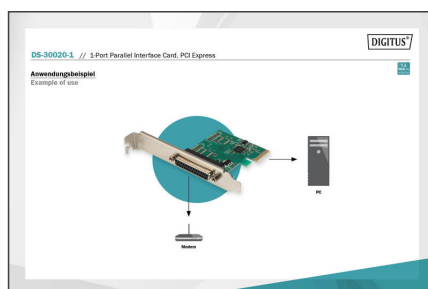 DIGITUS®
DS-30020-1 // 1-Port Parallel Interface Card, PCI Express
Anwendungsbeispiel
Example of use
PC
Modem